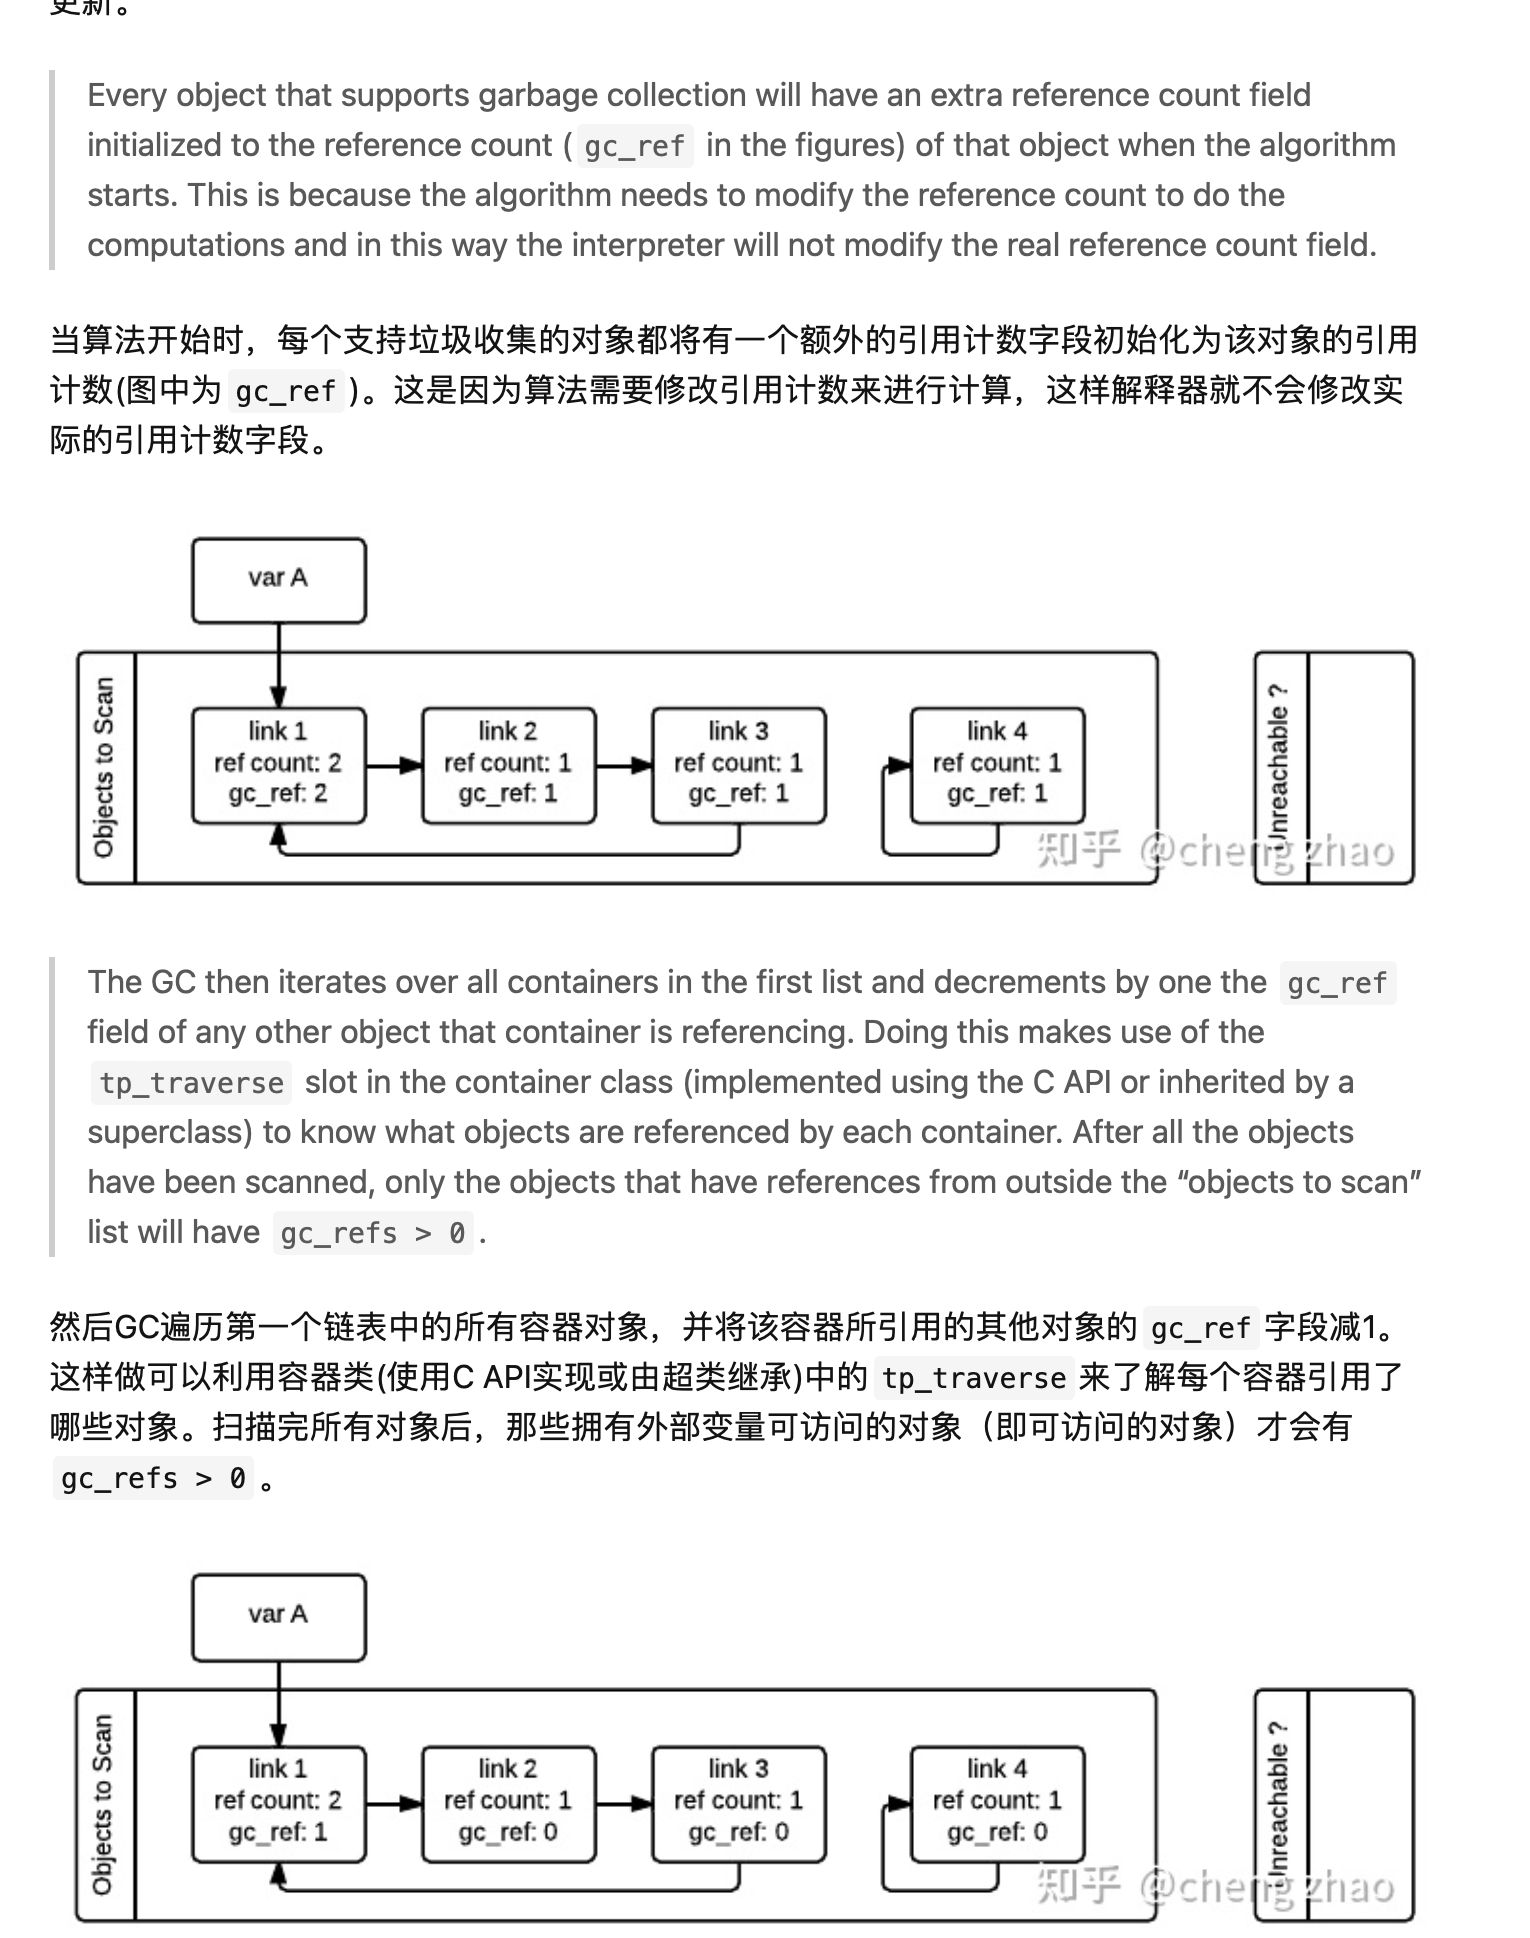 更新。
Every object that supports garbage collection will have an extra reference count field
initialized to the reference count ( gc_ref in the figures) of that object when the algorithm
starts. This is because the algorithm needs to modify the reference count to do the
computations and in this way the interpreter will not modify the real reference count field.
当算法开始时，每个支持垃圾收集的对象都将有一个额外的引用计数字段初始化为该对象的引用
计数(图中为 gc_ref )。这是因为算法需要修改引用计数来进行计算，这样解释器就不会修改实
际的引用计数字段。
var A
Objects to Scan
link 1
ref count: 2
gc_ref: 2
link 2
ref count: 1
gc_ref: 1
link 3
ref count: 1
gc_ref: 1
link 4
ref count: 1
gc_ref: 1
Unreachable ?
知乎 @cheng zhao
The GC then iterates over all containers in the first list and decrements by one the gc_ref
field of any other object that container is referencing. Doing this makes use of the
tp_traverse slot in the container class (implemented using the C API or inherited by a
superclass) to know what objects are referenced by each container. After all the objects
have been scanned, only the objects that have references from outside the “objects to scan”
list will have gc_refs > 0 .
然后GC遍历第一个链表中的所有容器对象，并将该容器所引用的其他对象的 gc_ref 字段减1。
这样做可以利用容器类(使用C API实现或由超类继承)中的 tp_traverse 来了解每个容器引用了
哪些对象。扫描完所有对象后，那些拥有外部变量可访问的对象（即可访问的对象）才会有
gc_refs > 0 。
var A
Objects to Scan
link 1
ref count: 2
gc_ref: 1
link 2
ref count: 1
gc_ref: 0
link 3
ref count: 1
gc_ref: 0
link 4
ref count: 1
gc_ref: 0
Unreachable ?
知乎 @cheng zhao